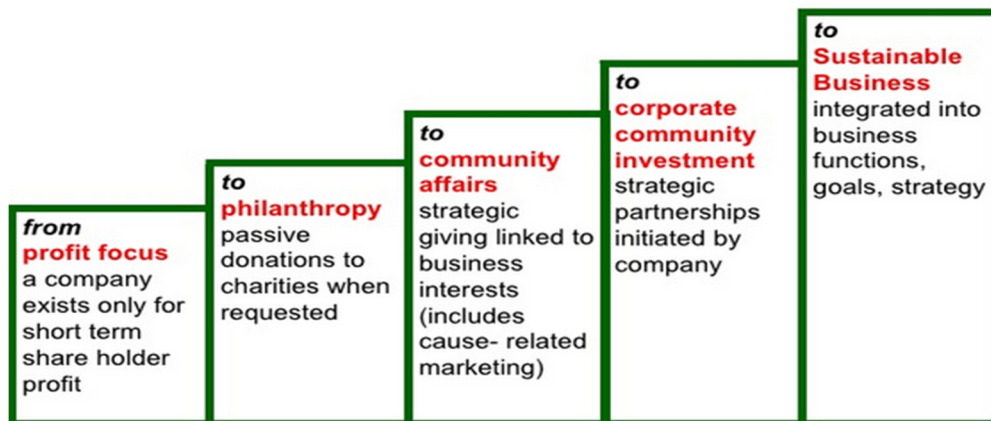 from
profit focus
a company
exists only for
short term
share holder
profit
to
philanthropy
passive
donations to
charities when
requested
to
community
affairs
strategic
giving linked to
business
interests
(includes
cause- related
marketing)
to
corporate
community
investment
strategic
partnerships
initiated by
company
to
Sustainable
Business
integrated into
business
functions,
goals, strategy